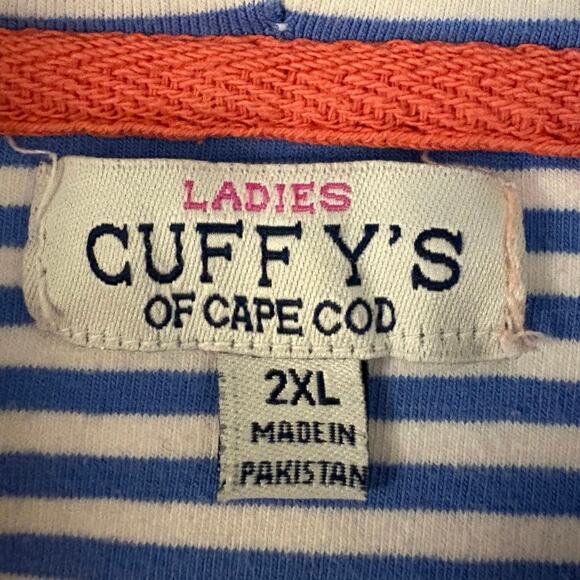 LADIES
CUFFY'S
OF CAPE COD
2XL
MADE IN
PAKISTAN